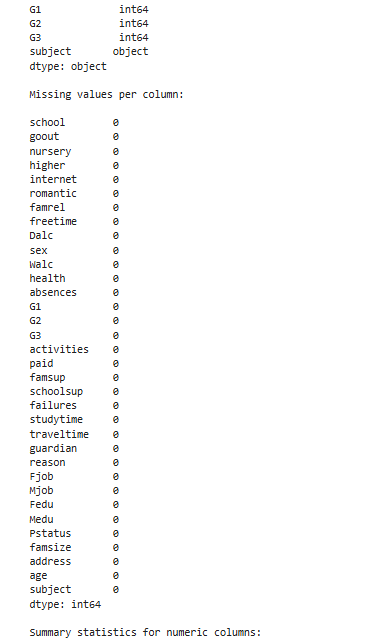 G1 int64
G2 int64
G3 int64
subject object
dtype: object
Missing values per column:
school 0
goout 0
nursery 0
higher 0
internet 0
romantic 0
famrel 0
freetime 0
Dalc 0
sex 0
Walc 0
health 0
absences 0
G1 0
G2 0
G3 0
activities 0
paid 0
famsup 0
schoolsup 0
failures 0
studytime 0
traveltime 0
guardian 0
reason 0
Fjob 0
Mjob 0
Fedu 0
Medu 0
Pstatus 0
famsize 0
address 0
age 0
subject 0
dtype: int64
Summary statistics for numeric columns: